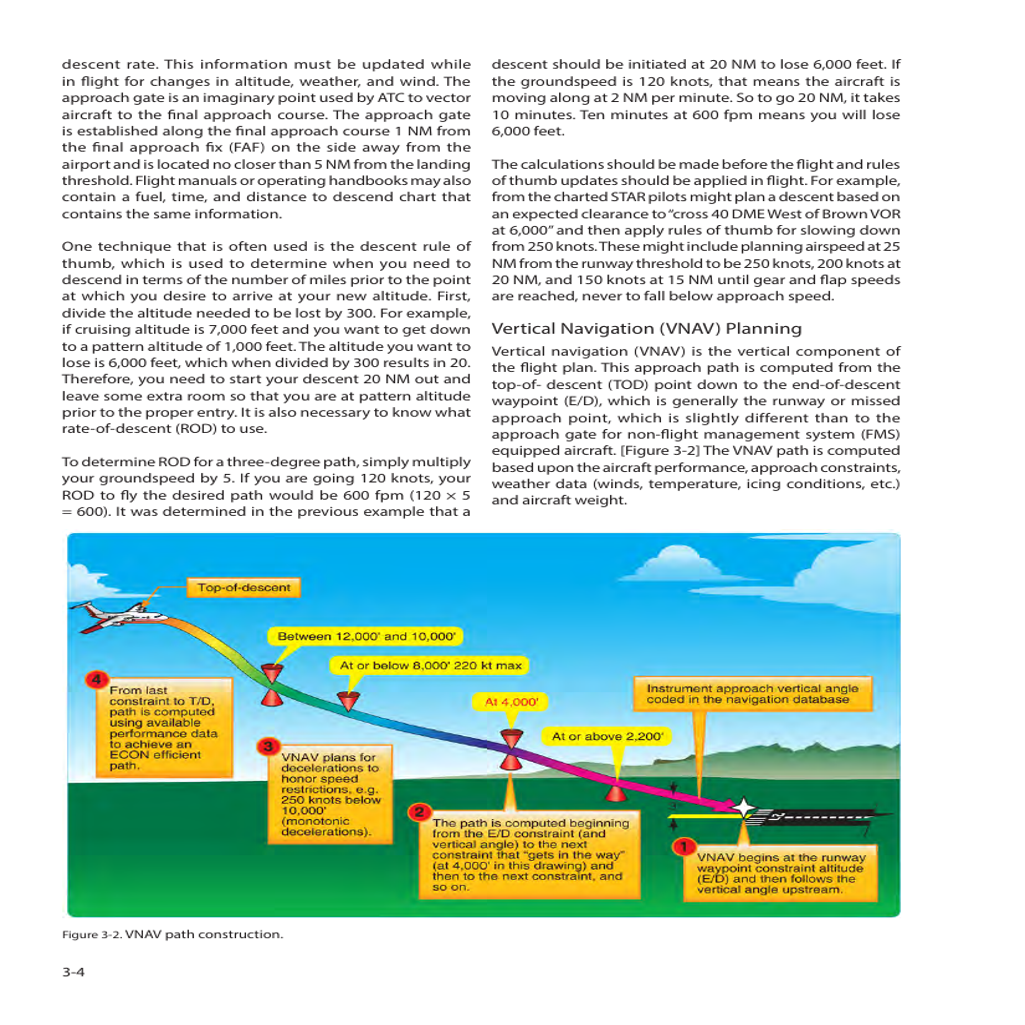 descent rate. This information must be updated while
in flight for changes in altitude, weather, and wind. The
approach gate is an imaginary point used by ATC to vector
aircraft to the final approach course. The approach gate
is established along the final approach course 1 NM from
the final approach fix (FAF) on the side away from the
airport and is located no closer than 5 NM from the landing
threshold. Flight manuals or operating handbooks may also
contain a fuel, time, and distance to descend chart that
contains the same information.
One technique that is often used is the descent rule of
thumb, which is used to determine when you need to
descend in terms of the number of miles prior to the point
at which you desire to arrive at your new altitude. First,
divide the altitude needed to be lost by 300. For example,
if cruising altitude is 7,000 feet and you want to get down
to a pattern altitude of 1,000 feet. The altitude you want to
lose is 6,000 feet, which when divided by 300 results in 20.
Therefore, you need to start your descent 20 NM out and
leave some extra room so that you are at pattern altitude
prior to the proper entry. It is also necessary to know what
rate-of-descent (ROD) to use.
To determine ROD for a three-degree path, simply multiply
your groundspeed by 5. If you are going 120 knots, your
ROD to fly the desired path would be 600 fpm (120 × 5
= 600). It was determined in the previous example that a
descent should be initiated at 20 NM to lose 6,000 feet. If
the groundspeed is 120 knots, that means the aircraft is
moving along at 2 NM per minute. So to go 20 NM, it takes
10 minutes. Ten minutes at 600 fpm means you will lose
6,000 feet.
The calculations should be made before the flight and rules
of thumb updates should be applied in flight. For example,
from the charted STAR pilots might plan a descent based on
an expected clearance to “cross 40 DME West of Brown VOR
at 6,000” and then apply rules of thumb for slowing down
from 250 knots. These might include planning airspeed at 25
NM from the runway threshold to be 250 knots, 200 knots at
20 NM, and 150 knots at 15 NM until gear and flap speeds
are reached, never to fall below approach speed.
Vertical Navigation (VNAV) Planning
Vertical navigation (VNAV) is the vertical component of
the flight plan. This approach path is computed from the
top-of- descent (TOD) point down to the end-of-descent
waypoint (E/D), which is generally the runway or missed
approach point, which is slightly different than to the
approach gate for non-flight management system (FMS)
equipped aircraft. [Figure 3-2] The VNAV path is computed
based upon the aircraft performance, approach constraints,
weather data (winds, temperature, icing conditions, etc.)
and aircraft weight.
Top-of-descent
Between 12,000' and 10,000'
At or below 8,000' 220 kt max
At 4,000'
At or above 2,200'
Instrument approach vertical angle
coded in the navigation database
4
From last
constraint to T/D,
path is computed
using available
performance data
to achieve an
ECON efficient
path.
3
VNAV plans for
decelerations to
honor speed
restrictions, e.g.
250 knots below
10,000'
(monotonic
decelerations).
2
The path is computed beginning
from the E/D constraint (and
vertical angle) to the next
constraint that “gets in the way”
(at 4,000' in this drawing) and
then to the next constraint, and
so on.
1
VNAV begins at the runway
waypoint constraint altitude
(E/D) and then follows the
vertical angle upstream.
Figure 3-2. VNAV path construction.
3-4